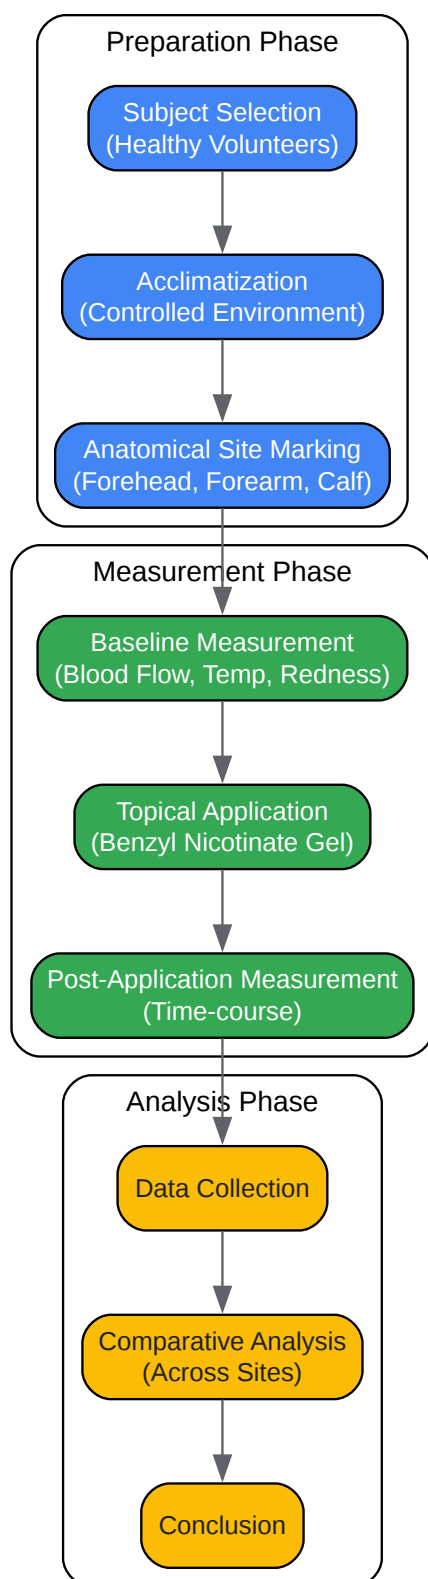 Preparation Phase
Subject Selection
(Healthy Volunteers)
Acclimatization
(Controlled Environment)
Anatomical Site Marking
(Forehead, Forearm, Calf)
Measurement Phase
Baseline Measurement
(Blood Flow, Temp, Redness)
Topical Application
(Benzyl Nicotinate Gel)
Post-Application Measurement
(Time-course)
Analysis Phase
Data Collection
Comparative Analysis
(Across Sites)
Conclusion